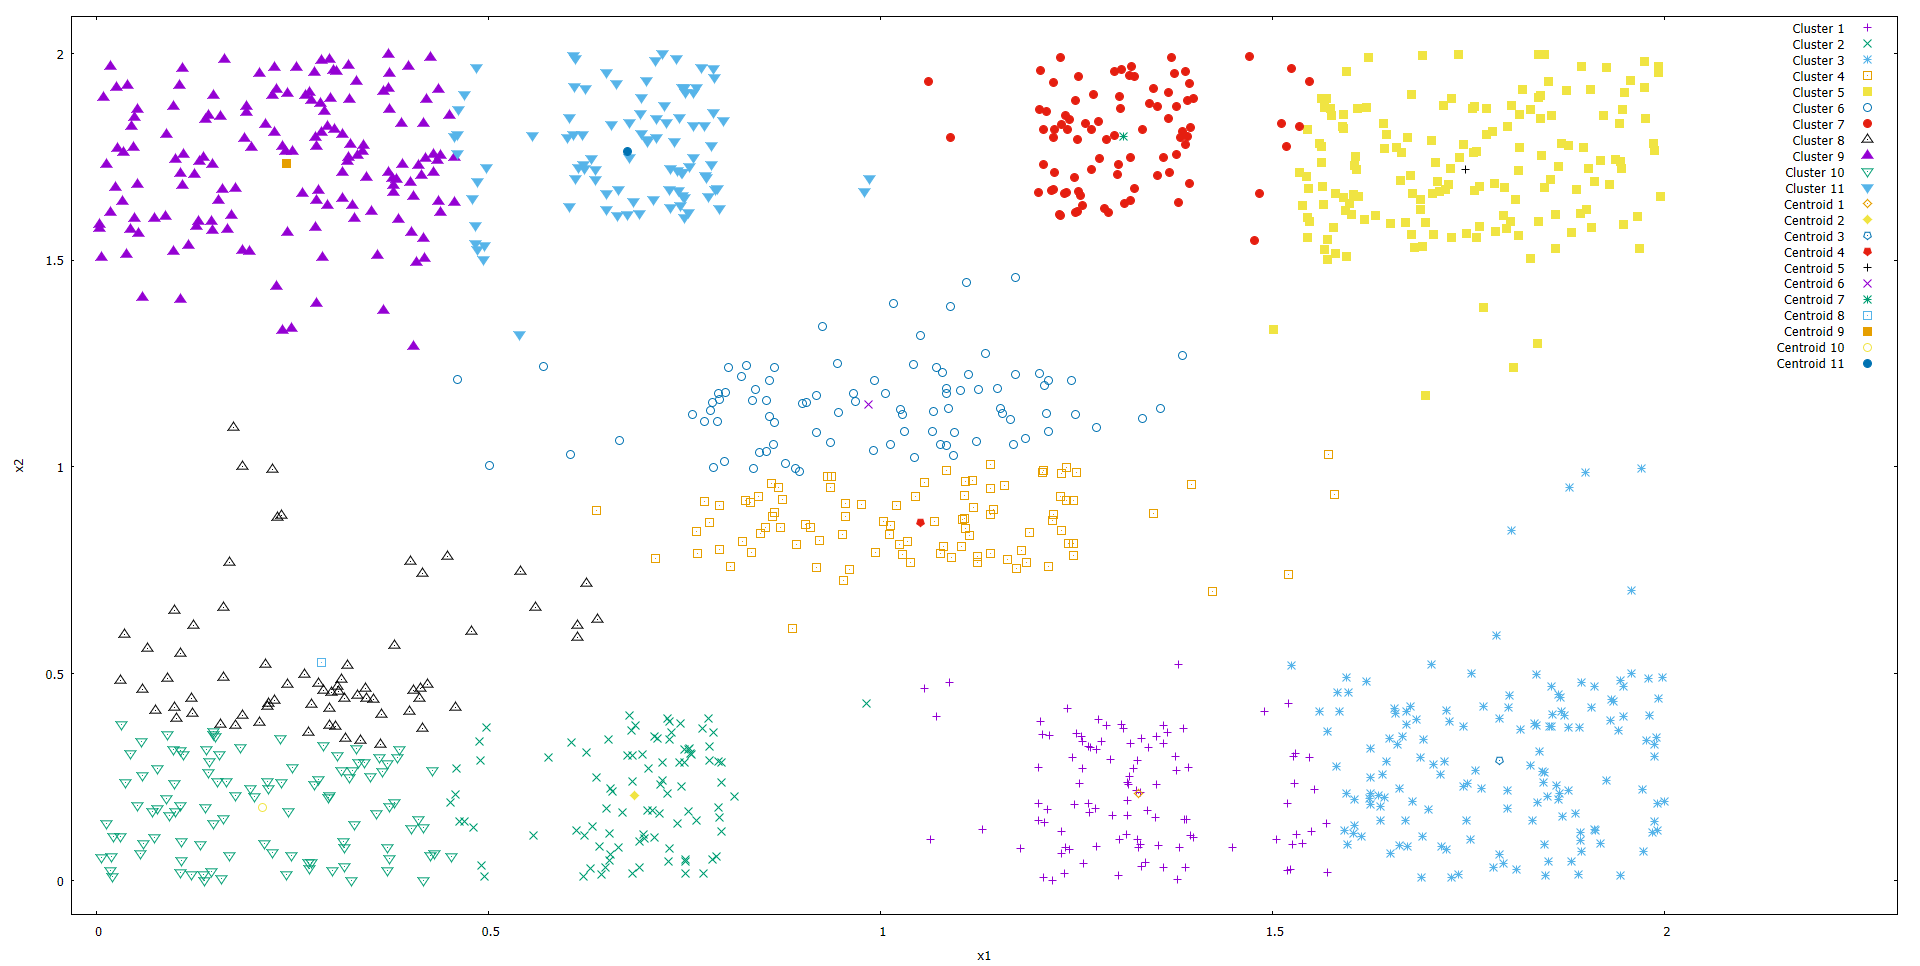 Cluster 1
Cluster 2
Cluster 3
Cluster 4
Cluster 5
Cluster 6
Cluster 7
Cluster 8
Cluster 9
Cluster 10
Cluster 11
Centroid 1
Centroid 2
Centroid 3
Centroid 4
Centroid 5
Centroid 6
Centroid 7
Centroid 8
Centroid 9
Centroid 10
Centroid 11
2
1.5
1
0.5
0
x2
0 0.5 1 1.5 2
x1